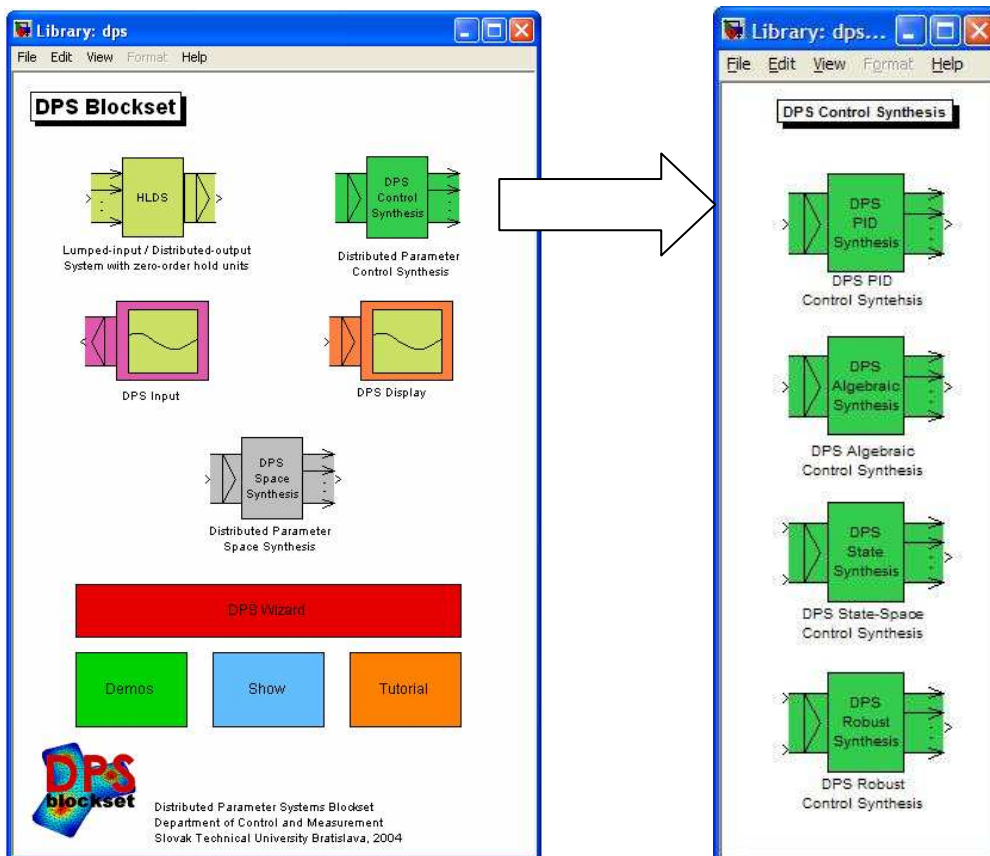 Library: dps
File Edit View Format Help
DPS Blockset
HLDS
Lumped-input / Distributed-output
System with zero-order hold units
DPS
Control
Synthesis
Distributed Parameter
Control Synthesis
DPS Input
DPS Display
DPS
Space
Synthesis
Distributed Parameter
Space Synthesis
DPS Wizard
Demos
Show
Tutorial
DPS
blockset
Distributed Parameter Systems Blockset
Department of Control and Measurement
Slovak Technical University Bratislava, 2004
Library: dps...
File Edit View Format Help
DPS Control Synthesis
DPS
PID
Synthesis
DPS PID
Control Syntehsis
DPS
Algebraic
Synthesis
DPS Algebraic
Control Synthesis
DPS
State
Synthesis
DPS State-Space
Control Synthesis
DPS
Robust
Synthesis
DPS Robust
Control Synthesis